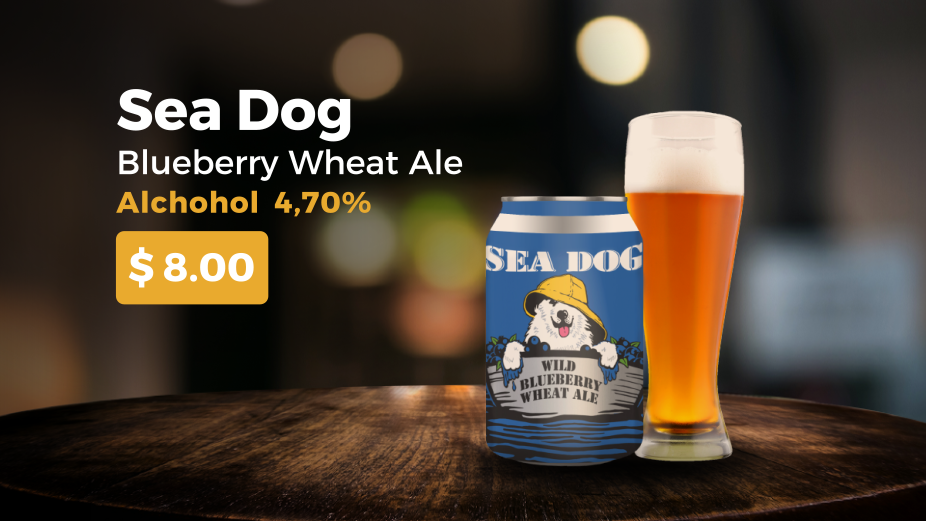 Sea Dog
Blueberry Wheat Ale
Alchohol 4,70%
$ 8.00
SEA DOG
WILD
BLUEBERRY
WHEAT ALE